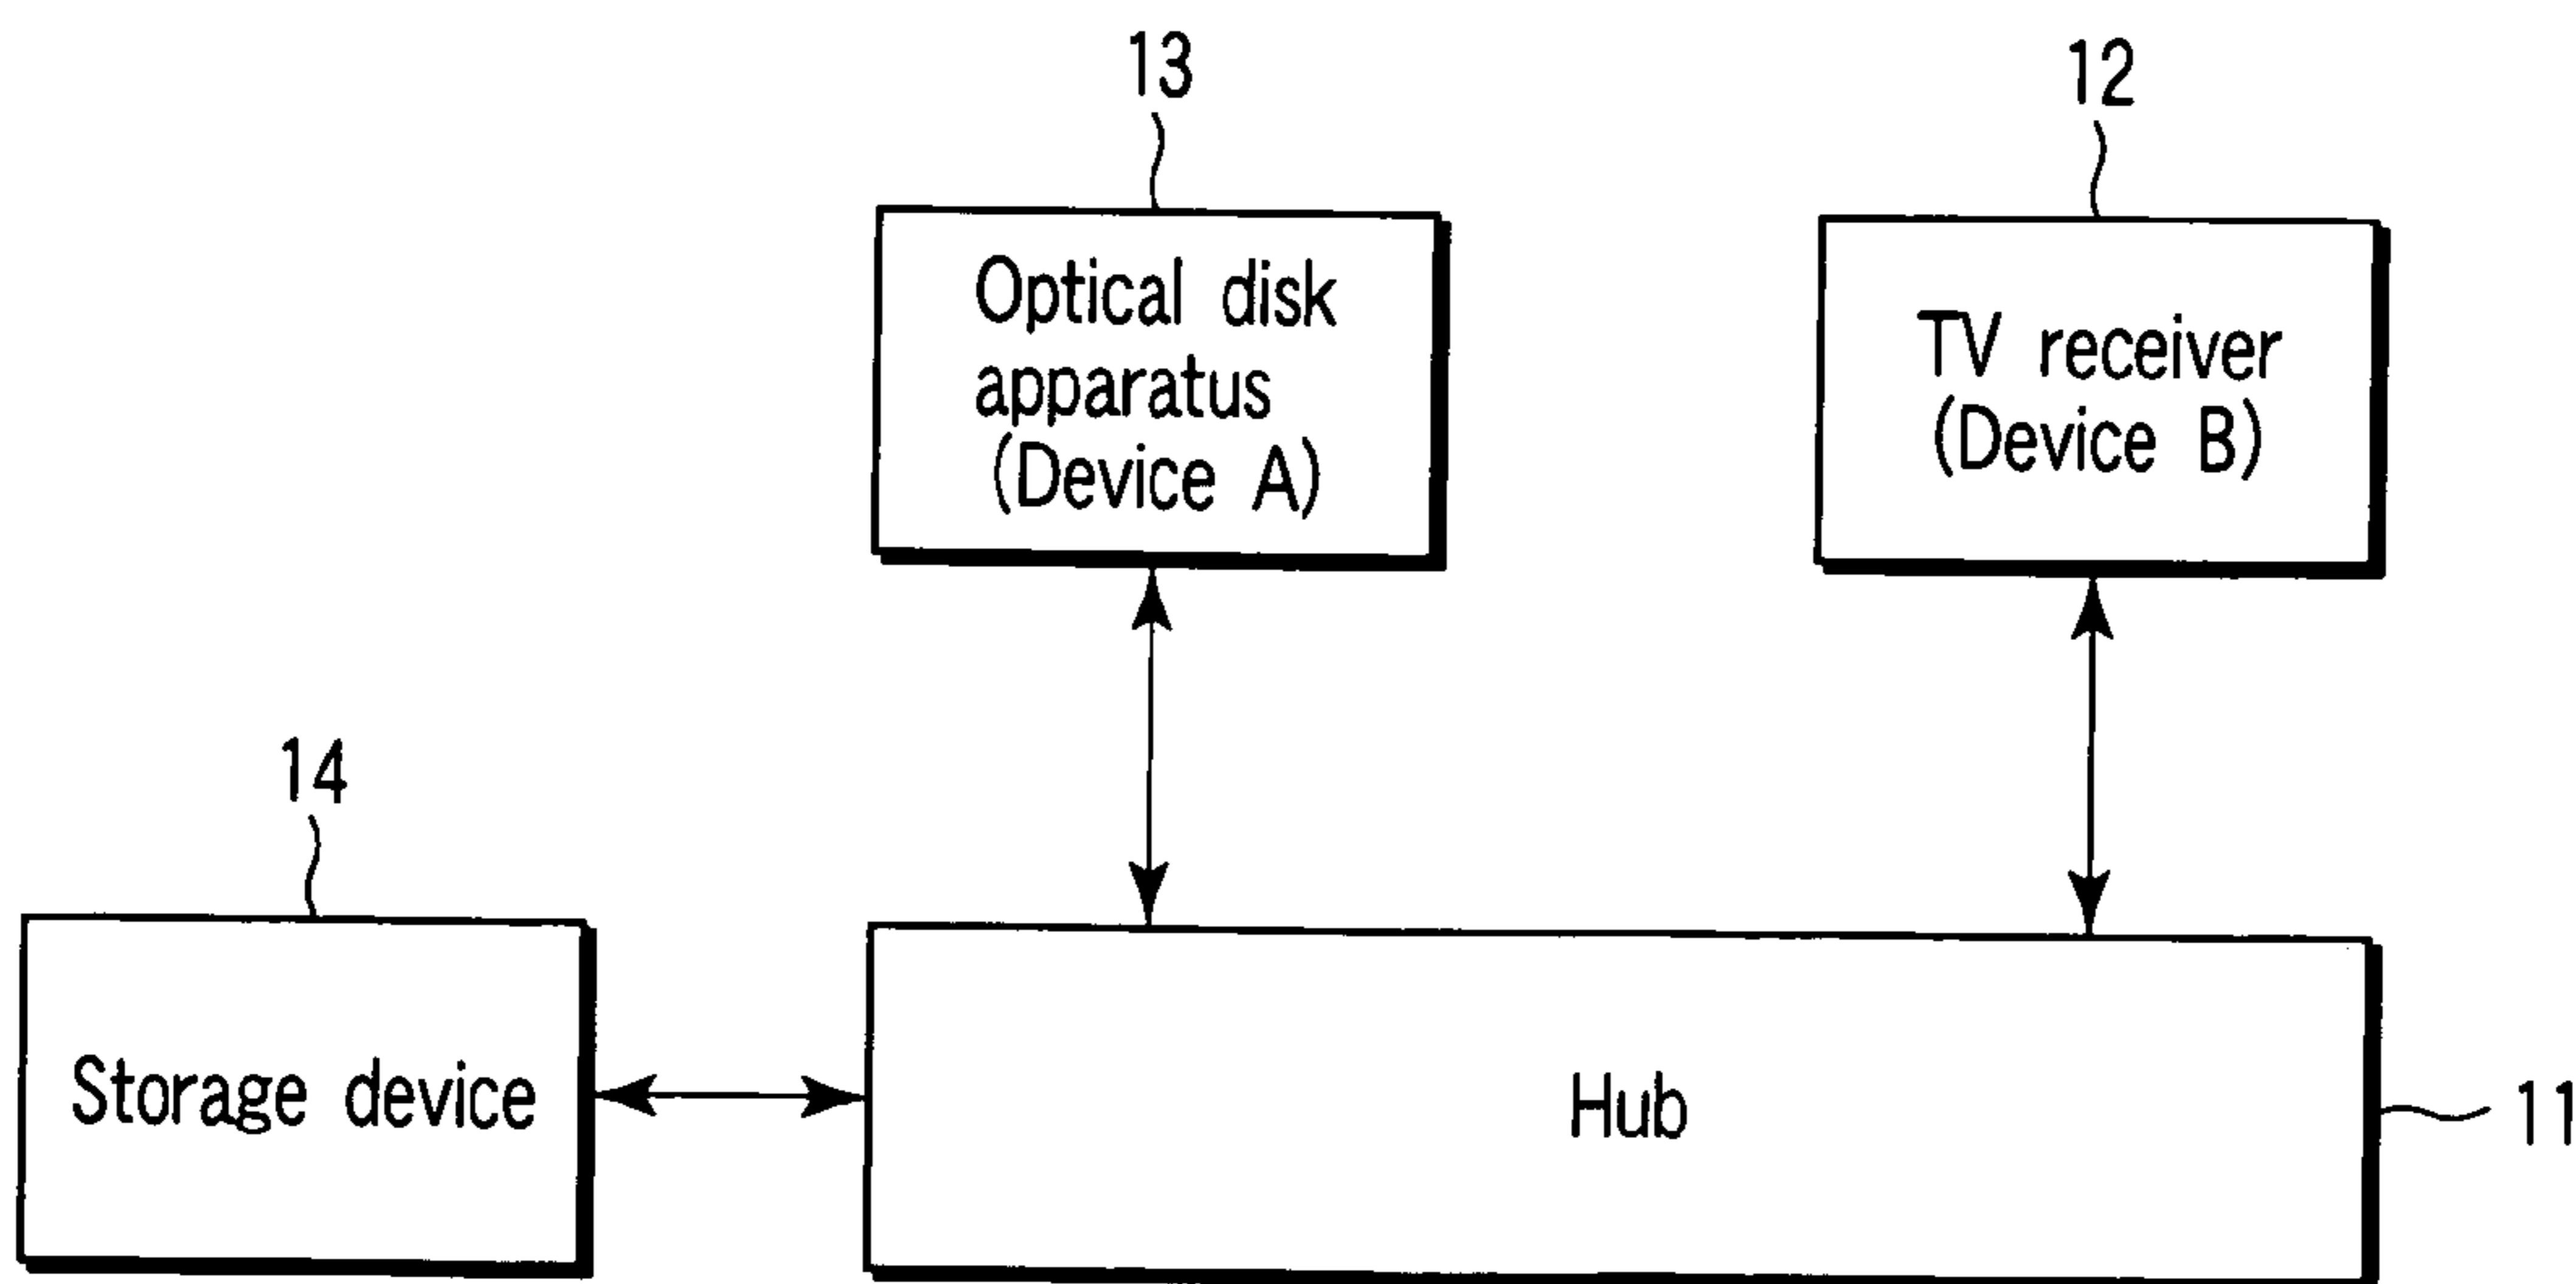 13
12
Optical disk
apparatus
(Device A)
TV receiver
(Device B)
14
Storage device
Hub
11